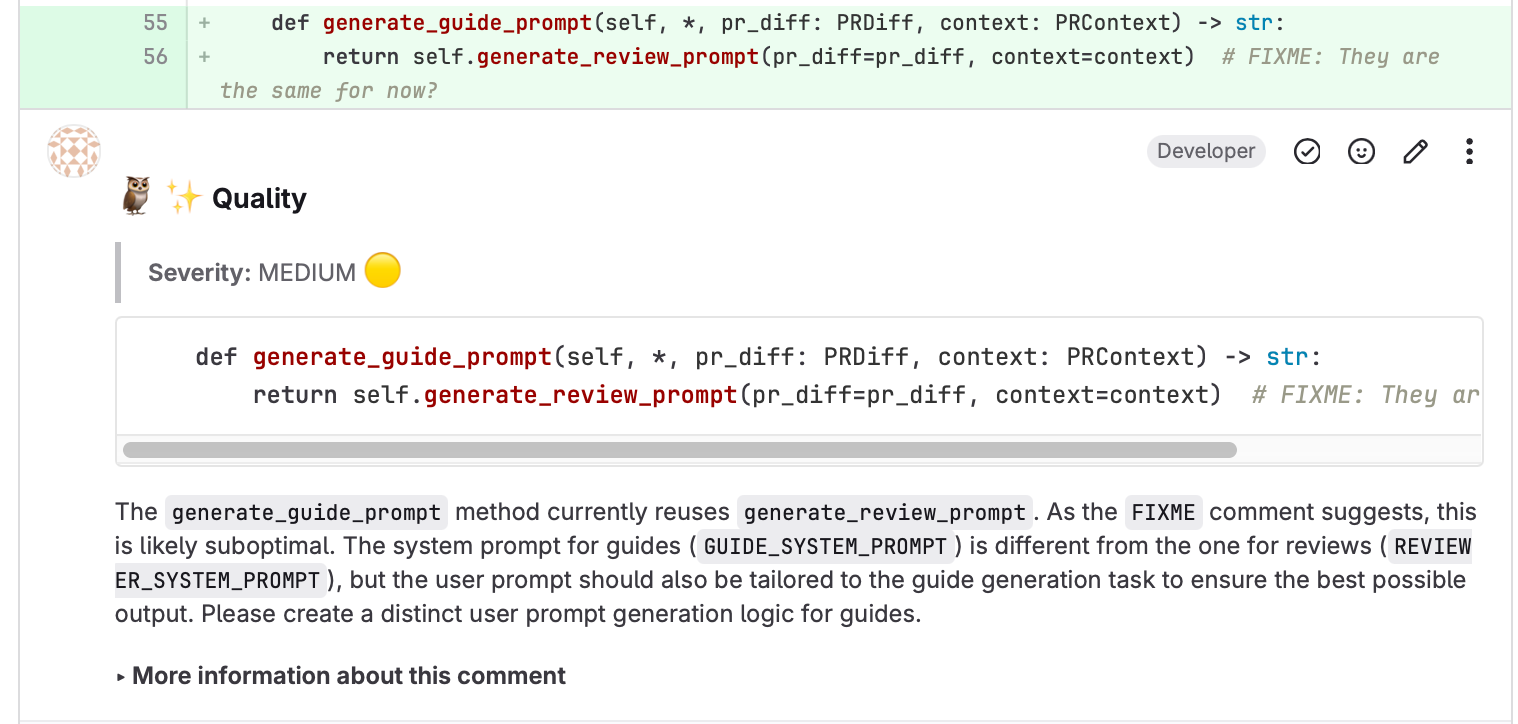 55 + def generate_guide_prompt(self, *, pr_diff: PRDiff, context: PRContext) -> str:
56 + return self.generate_review_prompt(pr_diff=pr_diff, context=context) # FIXME: They are
the same for now?
Developer
Quality
Severity: MEDIUM
def generate_guide_prompt(self, *, pr_diff: PRDiff, context: PRContext) -> str:
return self.generate_review_prompt(pr_diff=pr_diff, context=context) # FIXME: They ar
The generate_guide_prompt method currently reuses generate_review_prompt. As the FIXME comment suggests, this
is likely suboptimal. The system prompt for guides (GUIDE_SYSTEM_PROMPT) is different from the one for reviews (REVIEW
ER_SYSTEM_PROMPT), but the user prompt should also be tailored to the guide generation task to ensure the best possible
output. Please create a distinct user prompt generation logic for guides.
▸ More information about this comment